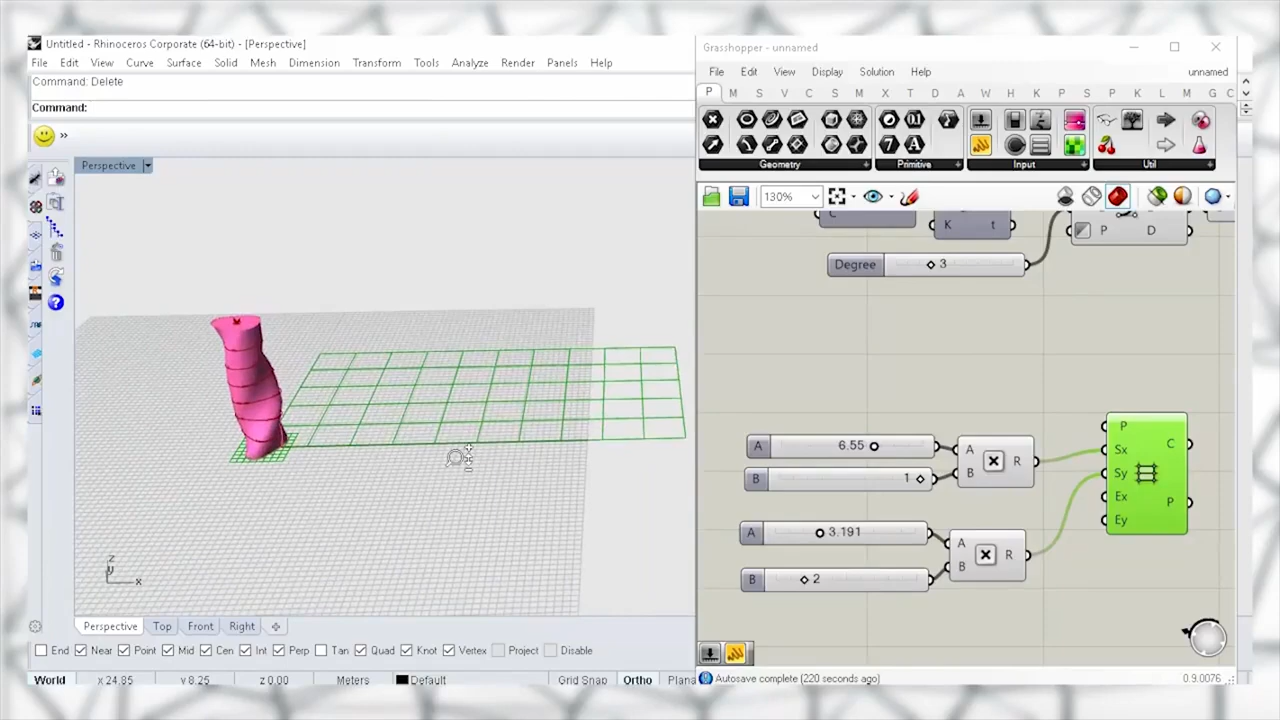 Untitled - Rhinoceros Corporate (64-bit) - [Perspective]
File Edit View Curve Surface Solid Mesh Dimension Transform Tools Analyze Render Panels Help
Command: Delete
Command:
»
Perspective
z
y
x
Perspective Top Front Right
End Near Point Mid Cen Int Perp Tan Quad Knot Vertex Project Disable
World x 24.85 y 8.25 z 0.00 Meters Default Grid Snap Ortho Plana
Grasshopper - unnamed
File Edit View Display Solution Help unnamed
P M S V C S M X T D A W H K P S P K L M G C
Geometry Primitive Input Util
130%
C
K t
P D
Degree 3
A 6.55
B 1
A B R
A 3.191
B 2
A B R
P
Sx
Sy
Ex
Ey
C
P
Autosave complete (220 seconds ago) 0.9.0076